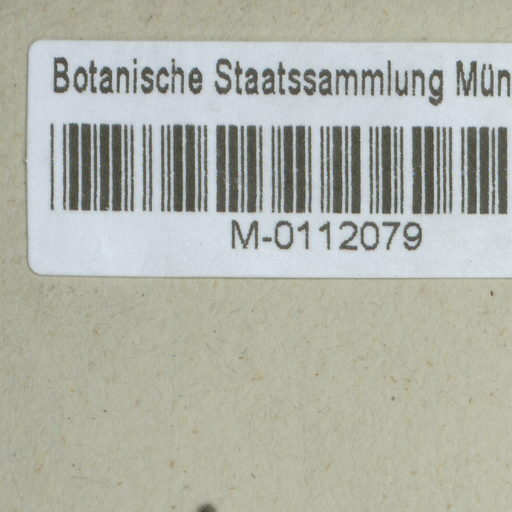 Botanische Staatssammlung Mün
M-0112079